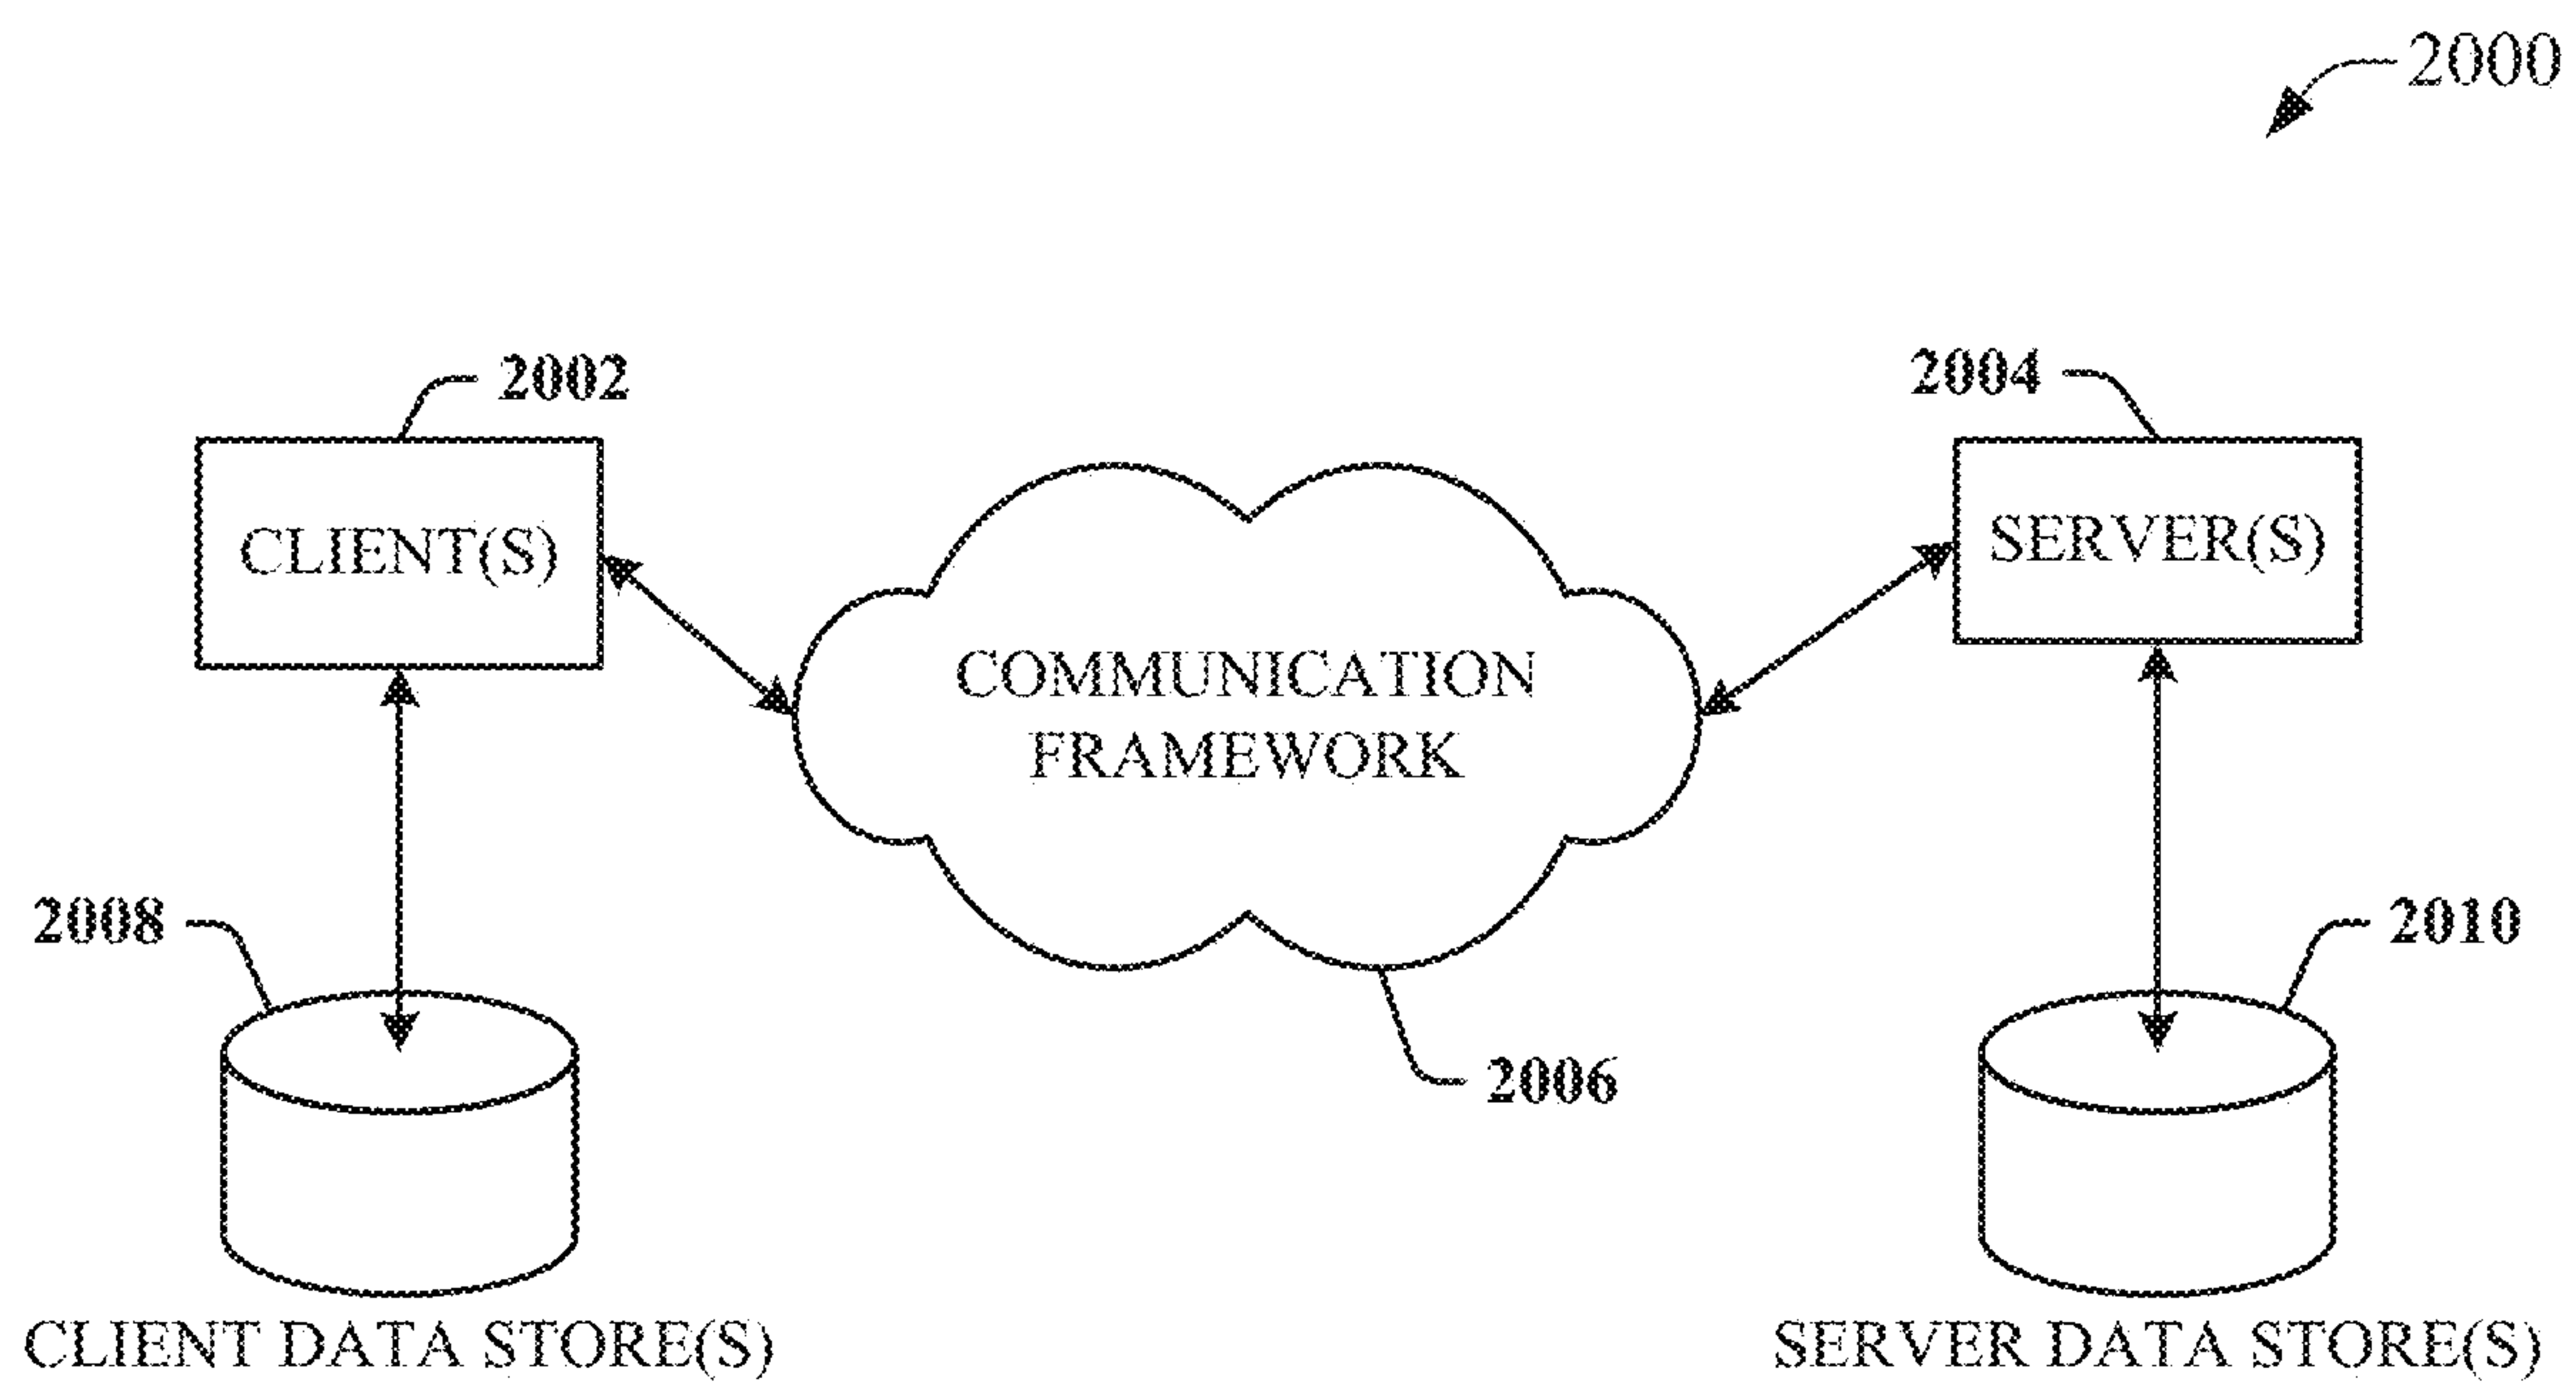 2000
2002
2004
CLIENT(S)
SERVER(S)
COMMUNICATION
FRAMEWORK
2008
2010
2006
CLIENT DATA STORE(S)
SERVER DATA STORE(S)